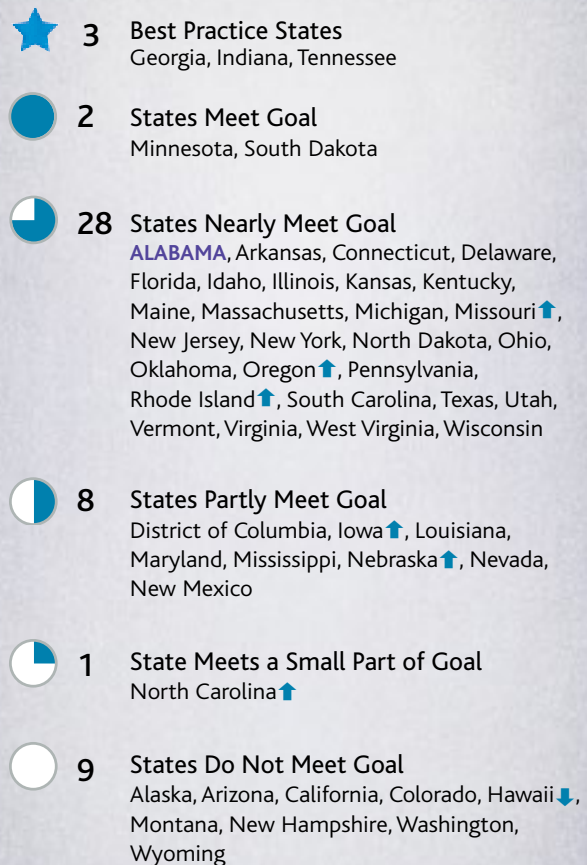 3 Best Practice States
Georgia, Indiana, Tennessee
2 States Meet Goal
Minnesota, South Dakota
28 States Nearly Meet Goal
ALABAMA, Arkansas, Connecticut, Delaware,
Florida, Idaho, Illinois, Kansas, Kentucky,
Maine, Massachusetts, Michigan, Missouri⬆,
New Jersey, New York, North Dakota, Ohio,
Oklahoma, Oregon⬆, Pennsylvania,
Rhode Island⬆, South Carolina, Texas, Utah,
Vermont, Virginia, West Virginia, Wisconsin
8 States Partly Meet Goal
District of Columbia, Iowa⬆, Louisiana,
Maryland, Mississippi, Nebraska⬆, Nevada,
New Mexico
1 State Meets a Small Part of Goal
North Carolina⬆
9 States Do Not Meet Goal
Alaska, Arizona, California, Colorado, Hawaii⬇,
Montana, New Hampshire, Washington,
Wyoming